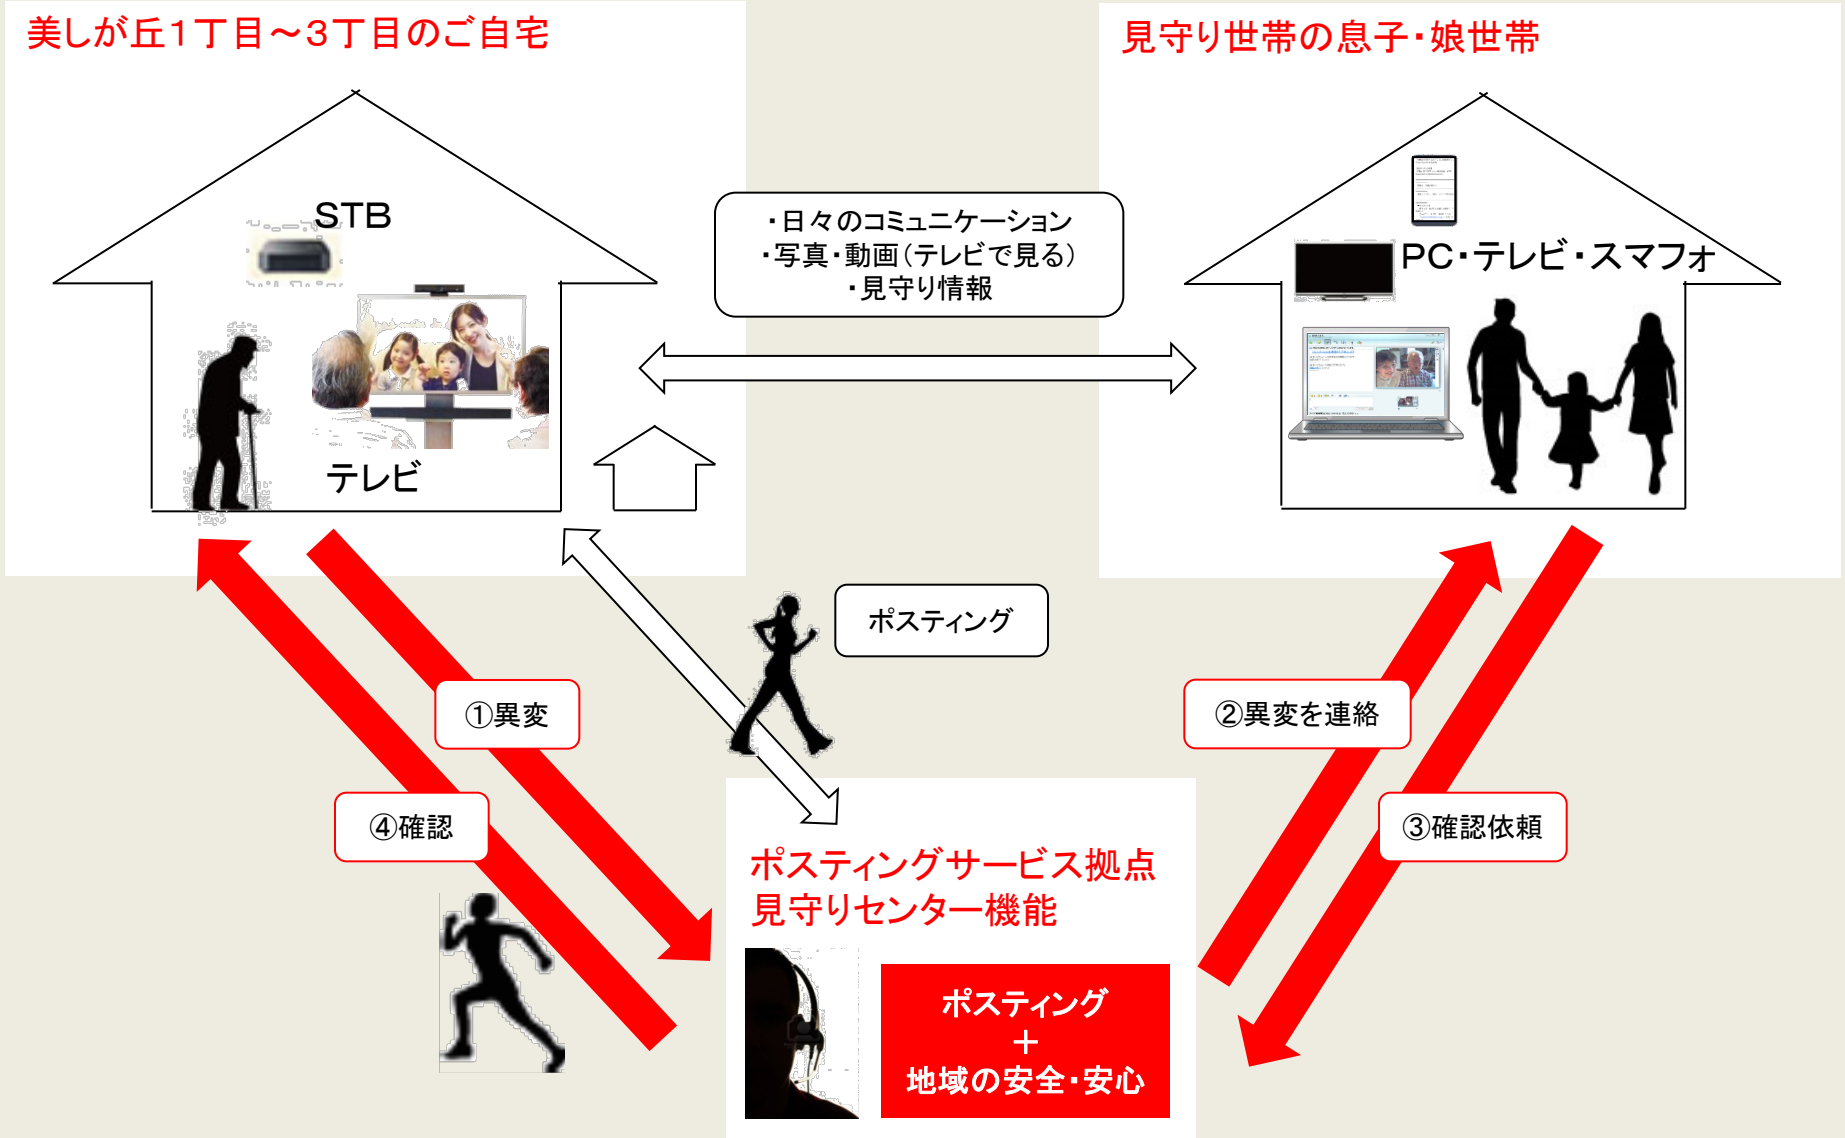 美しが丘１丁目～３丁目のご自宅
見守り世帯の息子・娘世帯
STB
テレビ
・日々のコミュニケーション
・写真・動画（テレビで見る）
・見守り情報
PC・テレビ・スマフォ
ポスティング
①異変
②異変を連絡
④確認
③確認依頼
ポスティングサービス拠点
見守りセンター機能
ポスティング
＋
地域の安全・安心